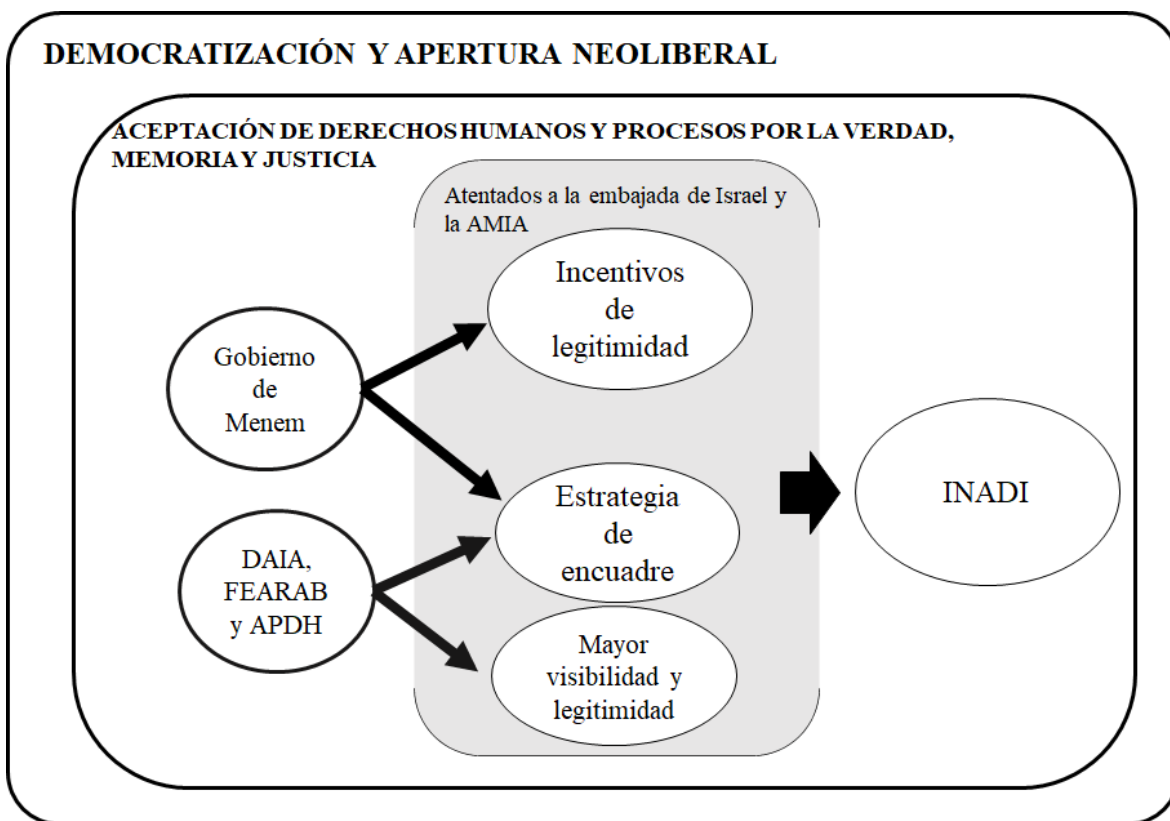 DEMOCRATIZACIÓN Y APERTURA NEOLIBERAL
ACEPTACIÓN DE DERECHOS HUMANOS Y PROCESOS POR LA VERDAD,
MEMORIA Y JUSTICIA
Atentados a la embajada de Israel y
la AMIA
Incentivos
de
legitimidad
Gobierno
de
Menem
Estrategia
de
encuadre
INADI
DAIA,
FEARAB
y APDH
Mayor
visibilidad y
legitimidad